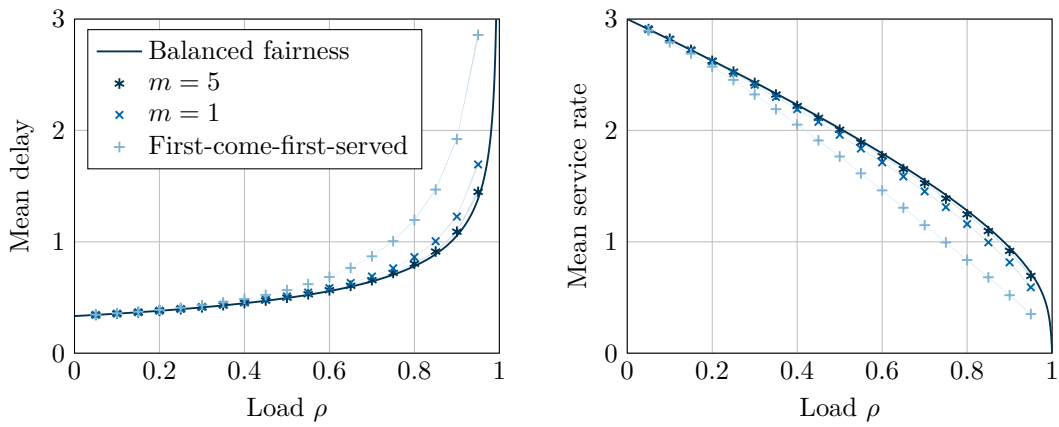 Mean delay
3
2
1
0
Balanced fairness
m = 5
m = 1
First-come-first-served
0 0.2 0.4 0.6 0.8 1
Load ρ
Mean service rate
3
2
1
0
0 0.2 0.4 0.6 0.8 1
Load ρ